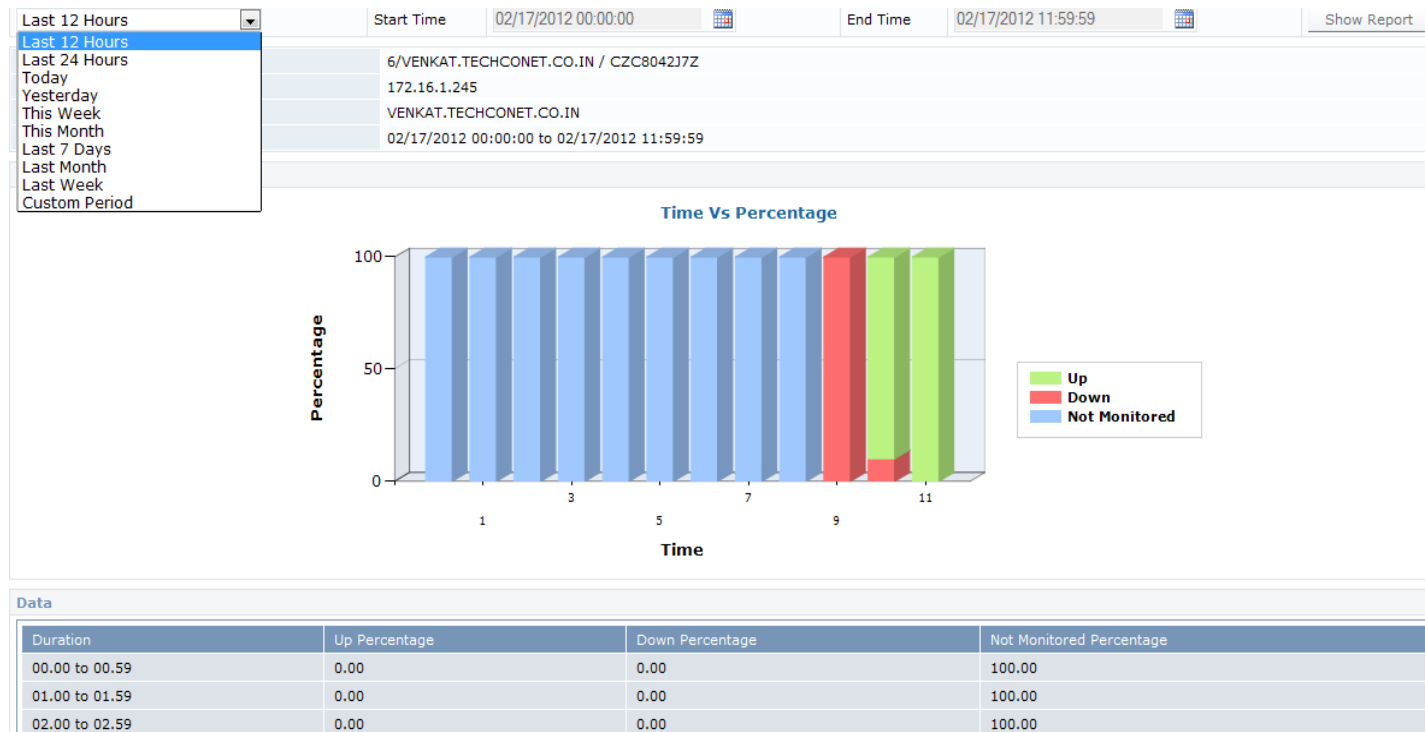 Last 12 Hours Start Time 02/17/2012 00:00:00 End Time 02/17/2012 11:59:59 Show Report
Last 12 Hours
Last 24 Hours
Today
Yesterday
This Week
This Month
Last 7 Days
Last Month
Last Week
Custom Period
6/VENKAT.TECHCONET.CO.IN / CZC8042J7Z
172.16.1.245
VENKAT.TECHCONET.CO.IN
02/17/2012 00:00:00 to 02/17/2012 11:59:59
Time Vs Percentage
Percentage
100
50
0
3 7 11
1 5 9
Time
Up
Down
Not Monitored
Data
Duration Up Percentage Down Percentage Not Monitored Percentage
00.00 to 00.59 0.00 0.00 100.00
01.00 to 01.59 0.00 0.00 100.00
02.00 to 02.59 0.00 0.00 100.00